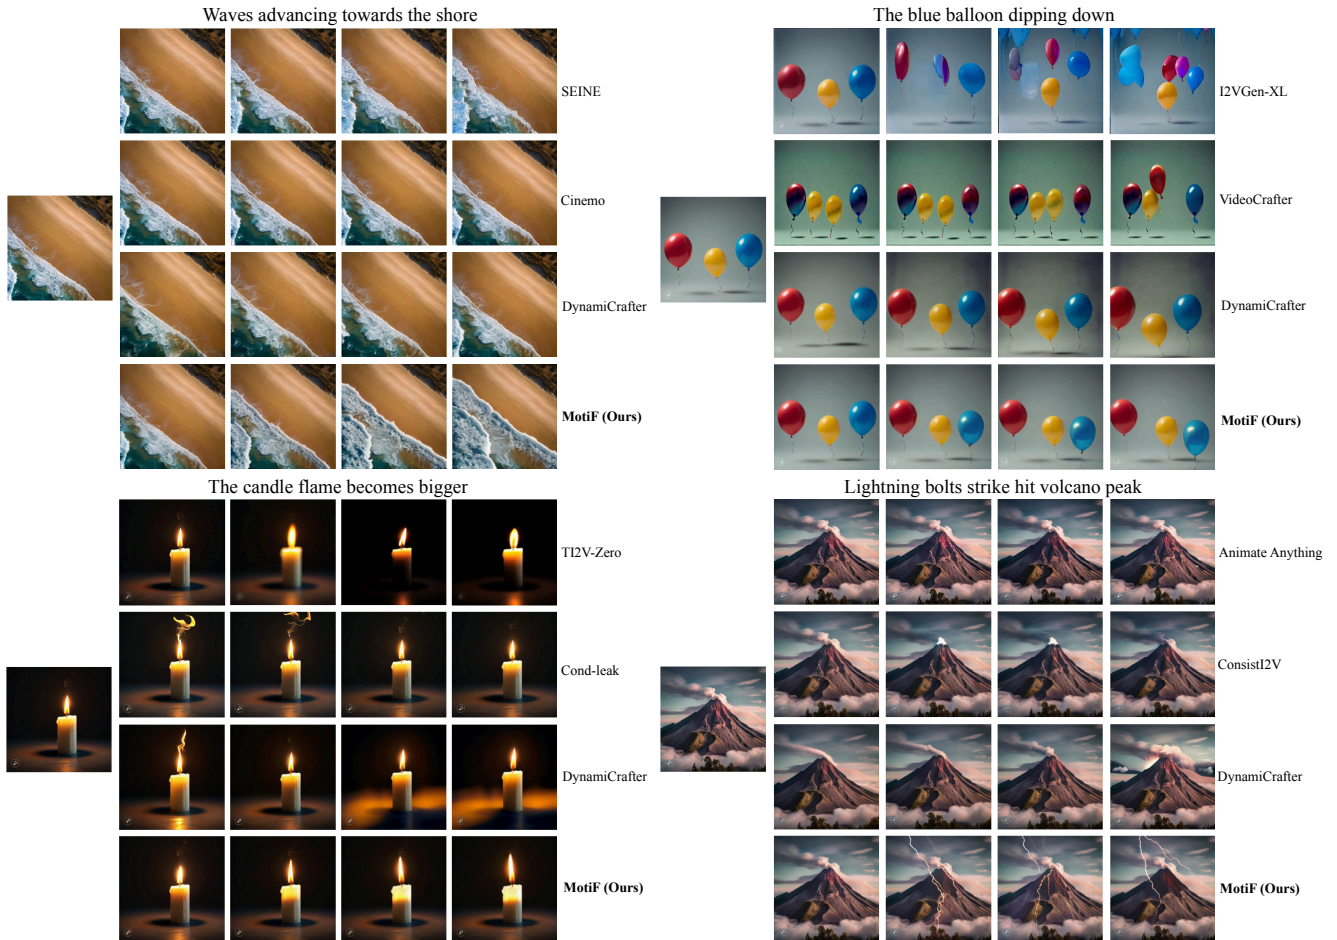 Waves advancing towards the shore
SEINE
Cinemo
DynamiCrafter
MotiF (Ours)
The blue balloon dipping down
I2VGen-XL
VideoCrafter
DynamiCrafter
MotiF (Ours)
The candle flame becomes bigger
TI2V-Zero
Cond-leak
DynamiCrafter
MotiF (Ours)
Lightning bolts strike hit volcano peak
Animate Anything
ConsistI2V
DynamiCrafter
MotiF (Ours)